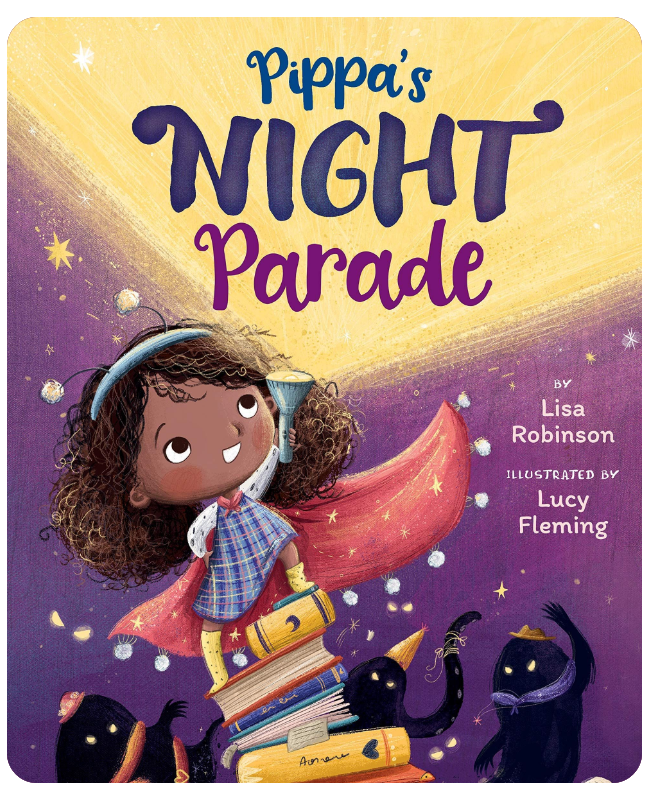 Pippa's
NIGHT
Parade
BY
Lisa
Robinson
ILLUSTRATED BY
Lucy
Fleming